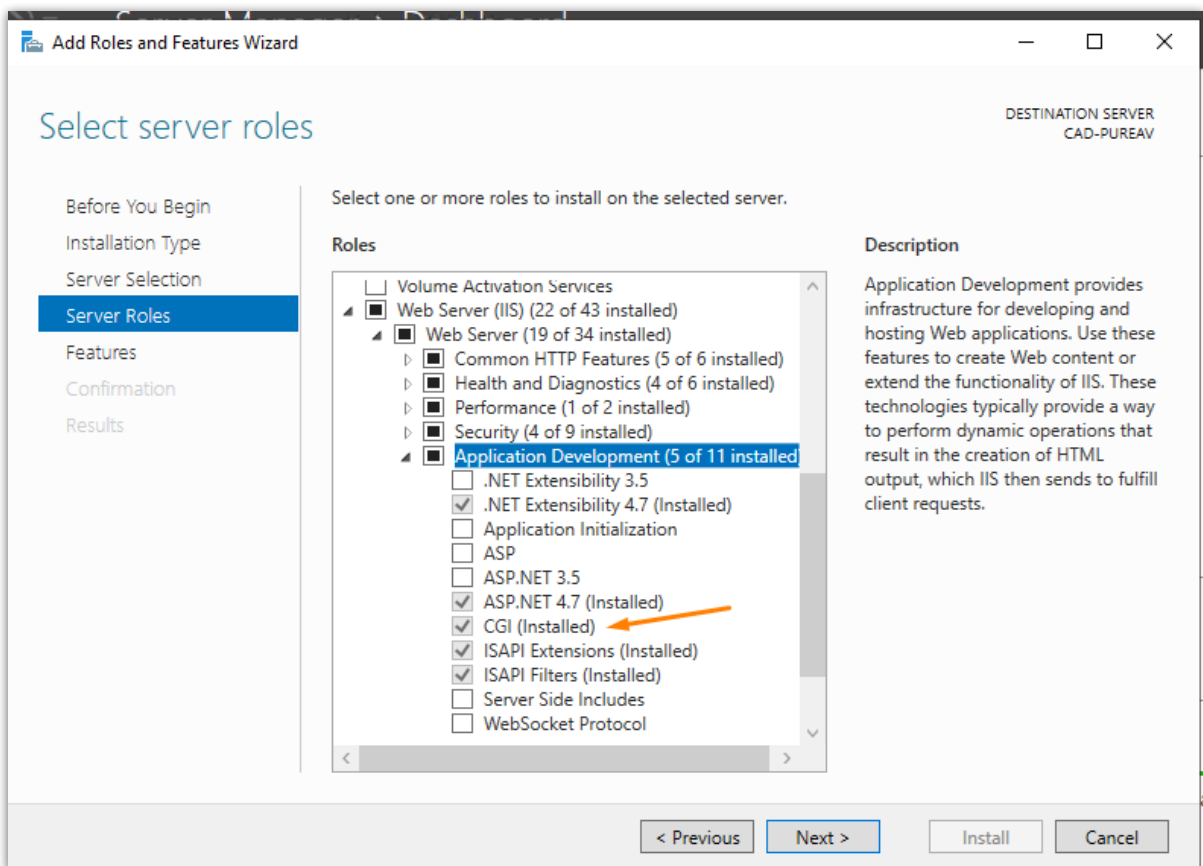 Server Manager > Dashboard
Add Roles and Features Wizard
Select server roles
DESTINATION SERVER
CAD-PUREAV
Before You Begin
Installation Type
Server Selection
Server Roles
Features
Confirmation
Results
Select one or more roles to install on the selected server.
Roles
Volume Activation Services
Web Server (IIS) (22 of 43 installed)
Web Server (19 of 34 installed)
Common HTTP Features (5 of 6 installed)
Health and Diagnostics (4 of 6 installed)
Performance (1 of 2 installed)
Security (4 of 9 installed)
Application Development (5 of 11 installed
.NET Extensibility 3.5
.NET Extensibility 4.7 (Installed)
Application Initialization
ASP
ASP.NET 3.5
ASP.NET 4.7 (Installed)
CGI (Installed)
ISAPI Extensions (Installed)
ISAPI Filters (Installed)
Server Side Includes
WebSocket Protocol
Description
Application Development provides
infrastructure for developing and
hosting Web applications. Use these
features to create Web content or
extend the functionality of IIS. These
technologies typically provide a way
to perform dynamic operations that
result in the creation of HTML
output, which IIS then sends to fulfill
client requests.
< Previous
Next >
Install
Cancel